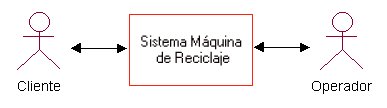 Sistema Máquina
de Reciclaje
Cliente
Operador